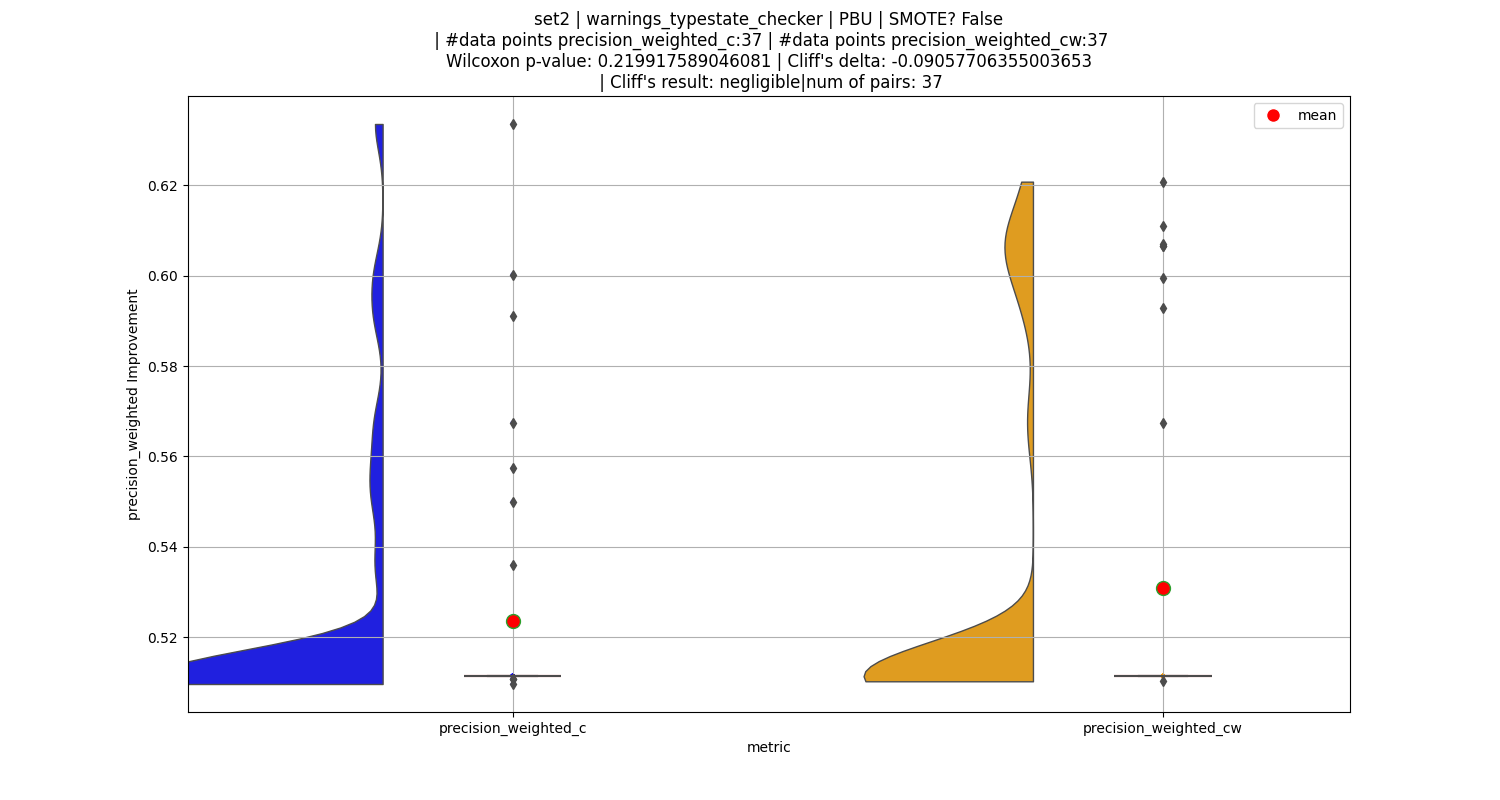 set2 | warnings_typestate_checker | PBU | SMOTE? False
| #data points precision_weighted_c:37 | #data points precision_weighted_cw:37
Wilcoxon p-value: 0.219917589046081 | Cliff's delta: -0.09057706355003653
| Cliff's result: negligible|num of pairs: 37
mean
0.62
0.60
0.58
0.56
0.54
0.52
precision_weighted Improvement
precision_weighted_c
precision_weighted_cw
metric